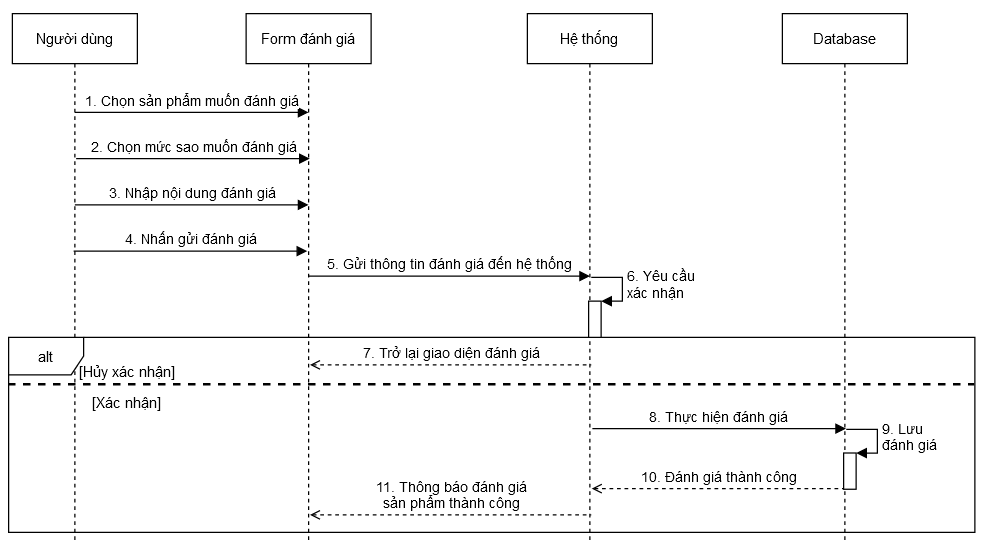 Người dùng
Form đánh giá
Hệ thống
Database
1. Chọn sản phẩm muốn đánh giá
2. Chọn mức sao muốn đánh giá
3. Nhập nội dung đánh giá
4. Nhấn gửi đánh giá
5. Gửi thông tin đánh giá đến hệ thống
6. Yêu cầu
xác nhận
alt
7. Trở lại giao diện đánh giá
[Hủy xác nhận]
[Xác nhận]
8. Thực hiện đánh giá
9. Lưu
đánh giá
10. Đánh giá thành công
11. Thông báo đánh giá
sản phẩm thành công